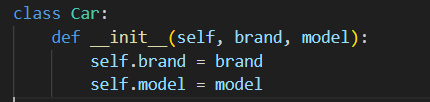 class Car:
    def __init__(self, brand, model):
        self.brand = brand
        self.model = model